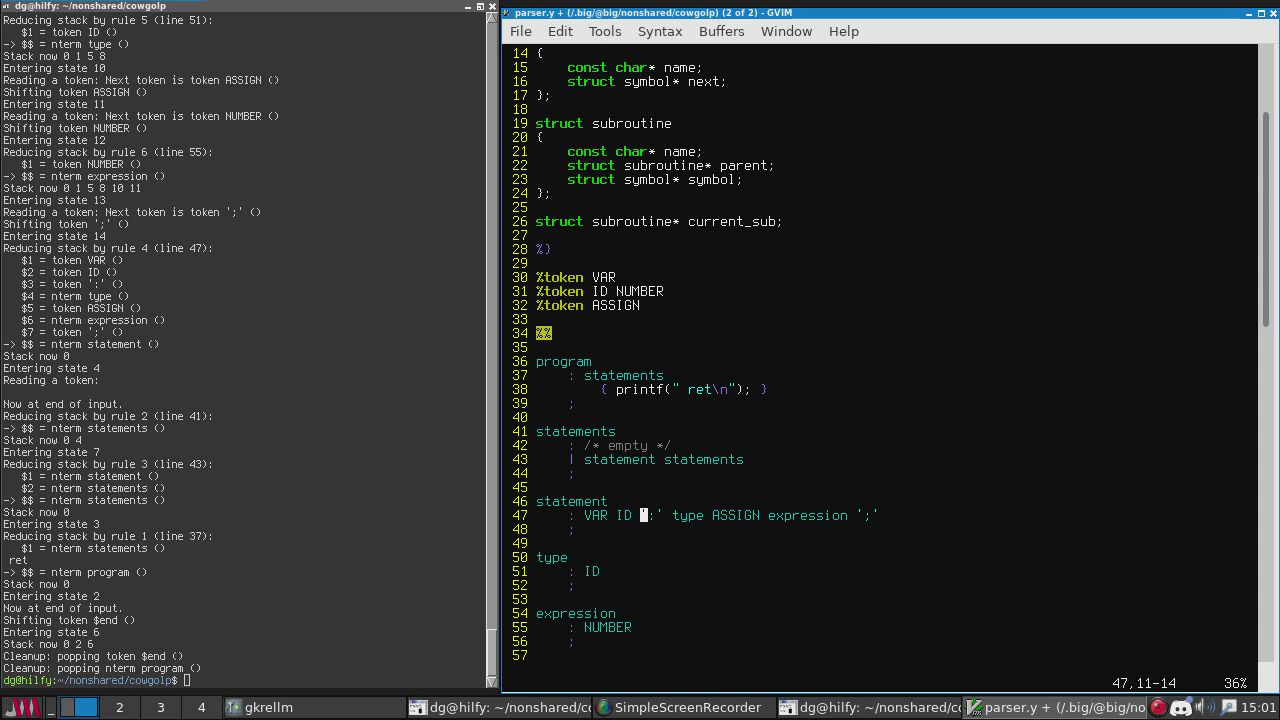 dg@hilfy: ~/nonshared/cowgolp
Reducing stack by rule 5 (line 51):
$1 = token ID ()
-> $$ = nterm type ()
Stack now 0 1 5 8
Entering state 10
Reading a token: Next token is token ASSIGN ()
Shifting token ASSIGN ()
Entering state 11
Reading a token: Next token is token NUMBER ()
Shifting token NUMBER ()
Entering state 12
Reducing stack by rule 6 (line 55):
$1 = token NUMBER ()
-> $$ = nterm expression ()
Stack now 0 1 5 8 10 11
Entering state 13
Reading a token: Next token is token ';' ()
Shifting token ';' ()
Entering state 14
Reducing stack by rule 4 (line 47):
$1 = token VAR ()
$2 = token ID ()
$3 = token ':' ()
$4 = nterm type ()
$5 = token ASSIGN ()
$6 = nterm expression ()
$7 = token ';' ()
-> $$ = nterm statement ()
Stack now 0
Entering state 4
Reading a token:
Now at end of input.
Reducing stack by rule 2 (line 41):
-> $$ = nterm statements ()
Stack now 0 4
Entering state 7
Reducing stack by rule 3 (line 43):
$1 = nterm statement ()
$2 = nterm statements ()
-> $$ = nterm statements ()
Stack now 0
Entering state 3
Reducing stack by rule 1 (line 37):
$1 = nterm statements ()
ret
-> $$ = nterm program ()
Stack now 0
Entering state 2
Now at end of input.
Shifting token $end ()
Entering state 6
Stack now 0 2 6
Cleanup: popping token $end ()
Cleanup: popping nterm program ()
dg@hilfy:~/nonshared/cowgolp$
parser.y + (/.big/@big/nonshared/cowgolp) (2 of 2) - GVIM
File Edit Tools Syntax Buffers Window Help
14 {
15 const char* name;
16 struct symbol* next;
17 };
18
19 struct subroutine
20 {
21 const char* name;
22 struct subroutine* parent;
23 struct symbol* symbol;
24 };
25
26 struct subroutine* current_sub;
27
28 %}
29
30 %token VAR
31 %token ID NUMBER
32 %token ASSIGN
33
34 %%
35
36 program
37 : statements
38 { printf(" ret\n"); }
39 ;
40
41 statements
42 : /* empty */
43 | statement statements
44 ;
45
46 statement
47 : VAR ID ':' type ASSIGN expression ';'
48 ;
49
50 type
51 : ID
52 ;
53
54 expression
55 : NUMBER
56 ;
57
47,11-14 36%
2 3 4 gkrellm dg@hilfy: ~/nonshared/co SimpleScreenRecorder dg@hilfy: ~/nonshared/co parser.y + (/.big/@big/no 15:01